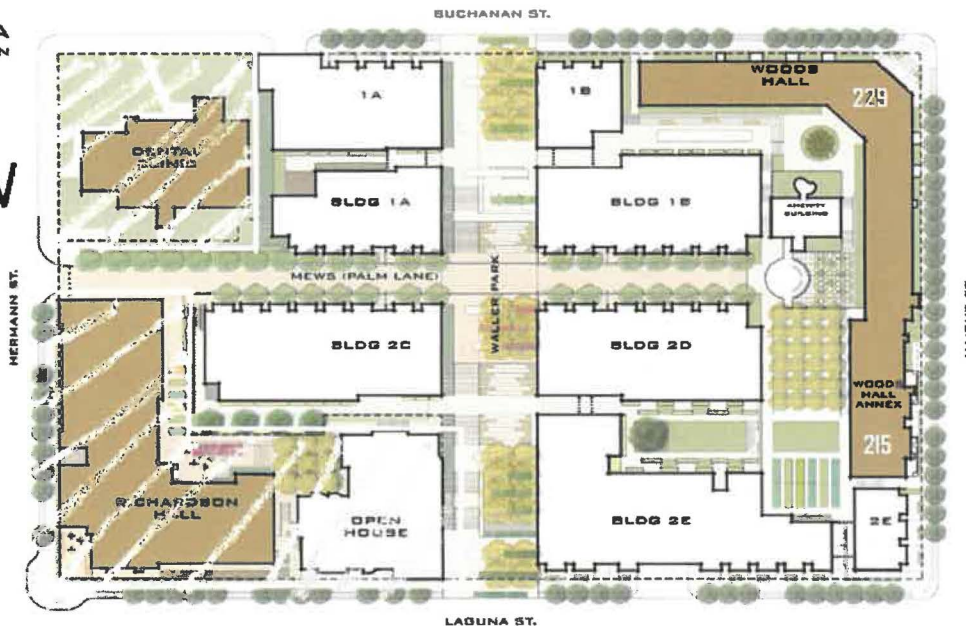 BUCHANAN ST.
N
WOODS
HALL
229
1A
1B
DENTAL
CLINIC
BLDG 1A
BLDG 1B
AMENITY
BUILDING
MEWS (PALM LANE)
HERMANN ST.
WALLER PARK
BLDG 2C
BLDG 2D
WOODS
HALL
ANNEX
215
RICHARDSON
HALL
OPEN
HOUSE
BLDG 2E
2E
LAGUNA ST.